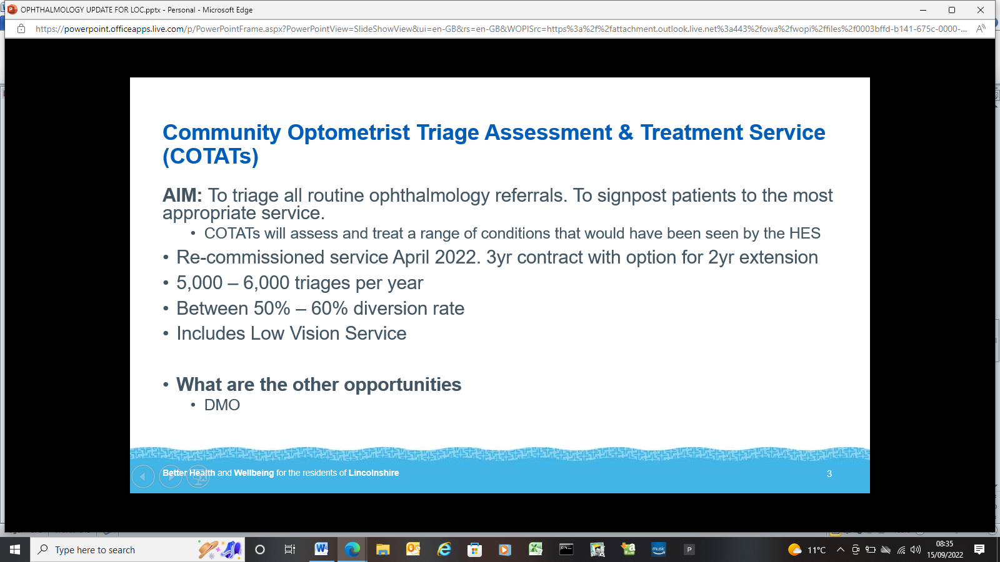 OPHTHALMOLOGY UPDATE FOR LOC.pptx - Personal - Microsoft Edge
https://powerpoint.officeapps.live.com/p/PowerPointFrame.aspx?PowerPointView=SlideShowView&ui=en-GB&rs=en-GB&WOPISrc=https%3a%2f%2fattachment.outlook.live.net%3a443%2fowa%2fwopi%2ffiles%2f0003bffd-b141-675c-0000-...
Community Optometrist Triage Assessment & Treatment Service
(COTATs)
AIM: To triage all routine ophthalmology referrals. To signpost patients to the most
appropriate service.
• COTATs will assess and treat a range of conditions that would have been seen by the HES
• Re-commissioned service April 2022. 3yr contract with option for 2yr extension
• 5,000 – 6,000 triages per year
• Between 50% – 60% diversion rate
• Includes Low Vision Service
• What are the other opportunities
• DMO
Better Health and Wellbeing for the residents of Lincolnshire
3
Type here to search
music
P
11°C
08:35
15/09/2022